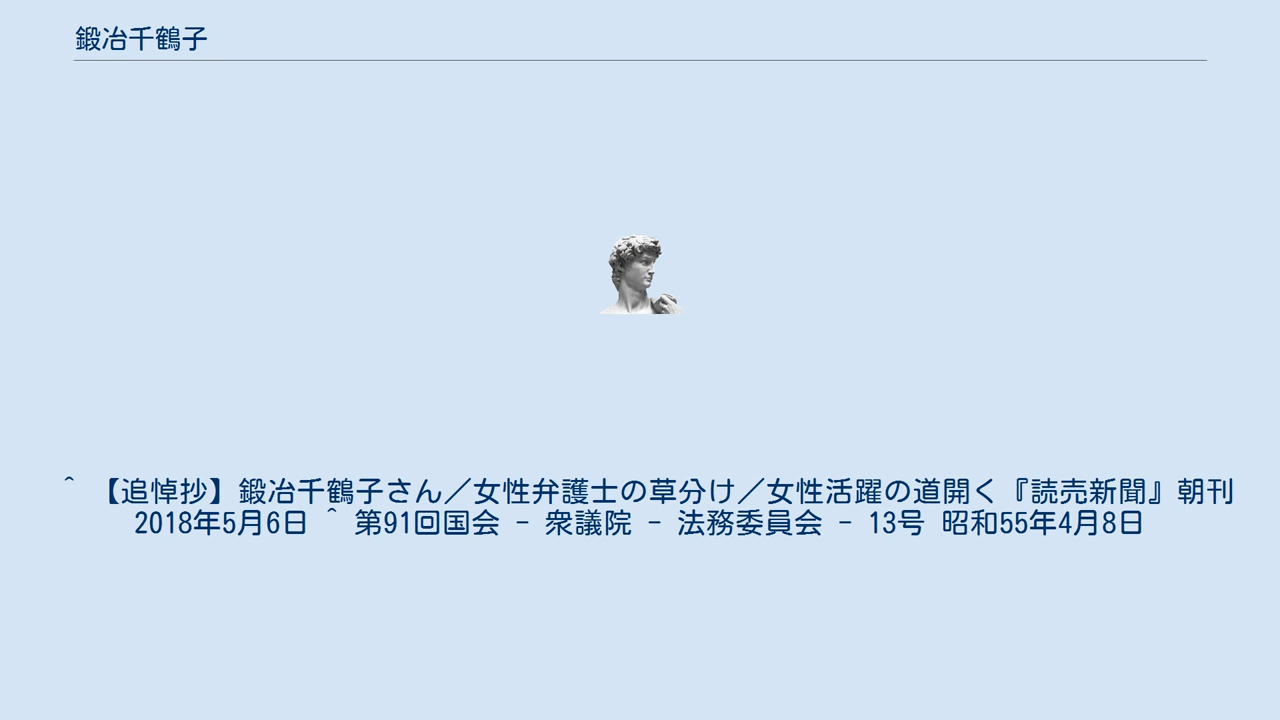 鍛冶千鶴子
^ 【追悼抄】鍛冶千鶴子さん／女性弁護士の草分け／女性活躍の道開く『読売新聞』朝刊
2018年5月6日 ^ 第91回国会 - 衆議院 - 法務委員会 - 13号 昭和55年4月8日